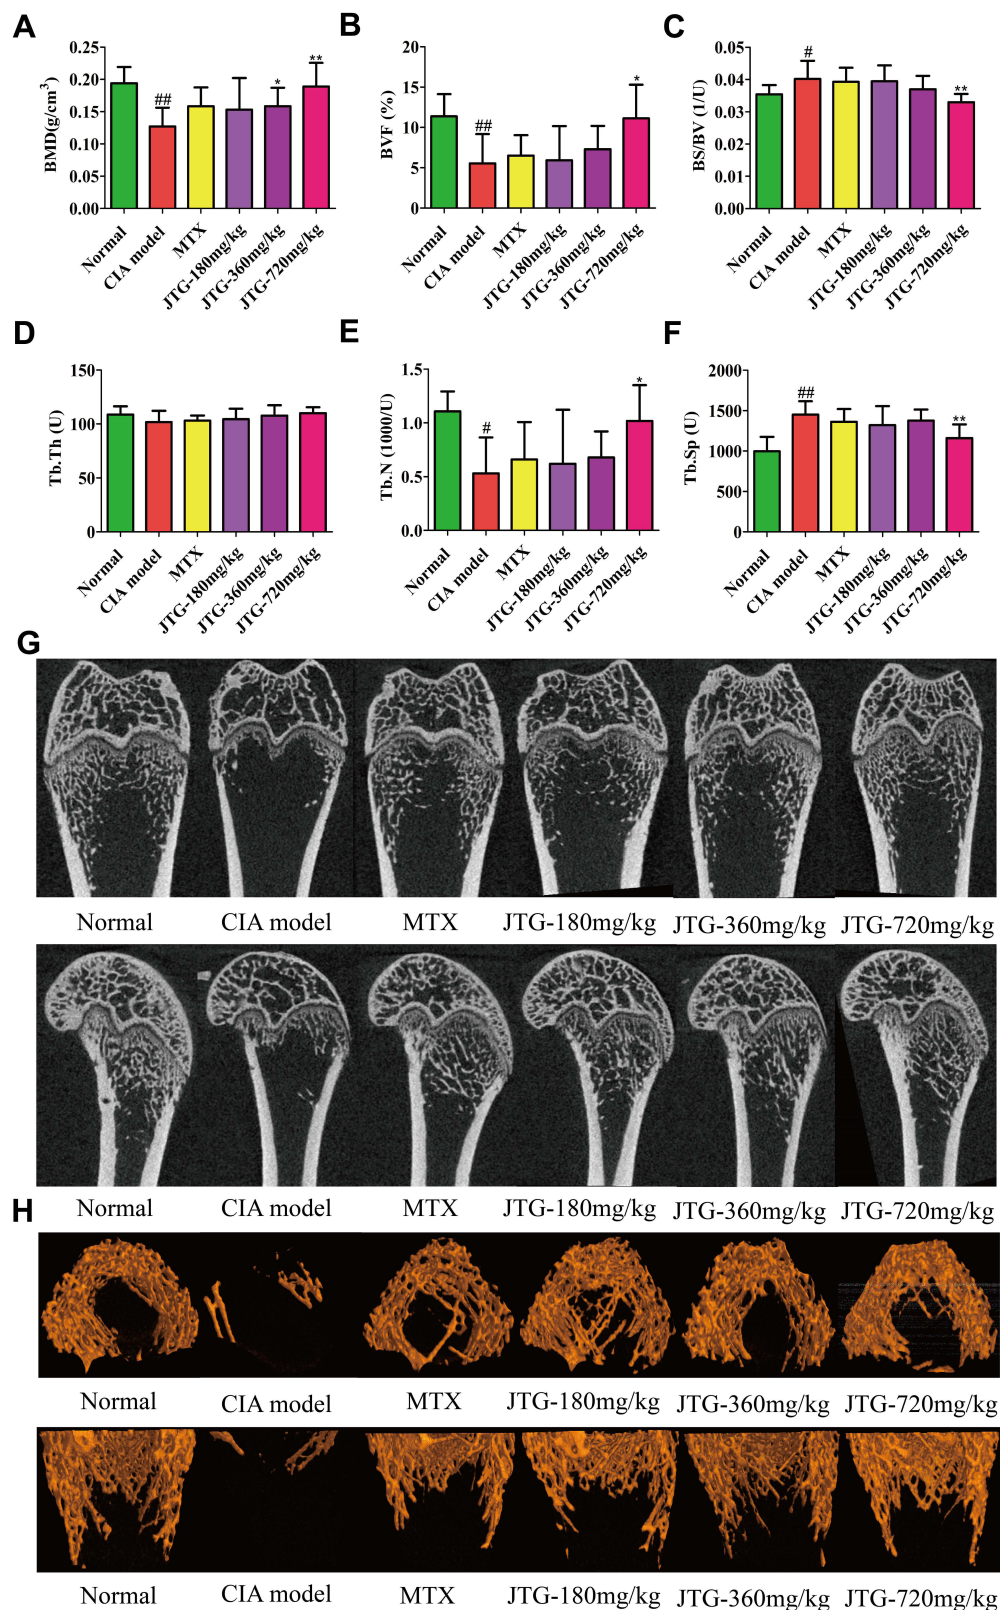 A
BMD(g/cm³)
0.25
0.20
0.15
0.10
0.05
0.00
##
*
**
Normal
CIA model
MTX
JTG-180mg/kg
JTG-360mg/kg
JTG-720mg/kg
B
BVF (%)
20
15
10
5
0
##
*
Normal
CIA model
MTX
JTG-180mg/kg
JTG-360mg/kg
JTG-720mg/kg
C
BS/BV (1/U)
0.05
0.04
0.03
0.02
0.01
0.00
#
**
Normal
CIA model
MTX
JTG-180mg/kg
JTG-360mg/kg
JTG-720mg/kg
D
Tb.Th (U)
150
100
50
0
Normal
CIA model
MTX
JTG-180mg/kg
JTG-360mg/kg
JTG-720mg/kg
E
Tb.N (1000/U)
1.5
1.0
0.5
0.0
#
*
Normal
CIA model
MTX
JTG-180mg/kg
JTG-360mg/kg
JTG-720mg/kg
F
Tb.Sp (U)
2000
1500
1000
500
0
##
**
Normal
CIA model
MTX
JTG-180mg/kg
JTG-360mg/kg
JTG-720mg/kg
G
Normal CIA model MTX JTG-180mg/kg JTG-360mg/kg JTG-720mg/kg
Normal CIA model MTX JTG-180mg/kg JTG-360mg/kg JTG-720mg/kg
H
Normal CIA model MTX JTG-180mg/kg JTG-360mg/kg JTG-720mg/kg
Normal CIA model MTX JTG-180mg/kg JTG-360mg/kg JTG-720mg/kg